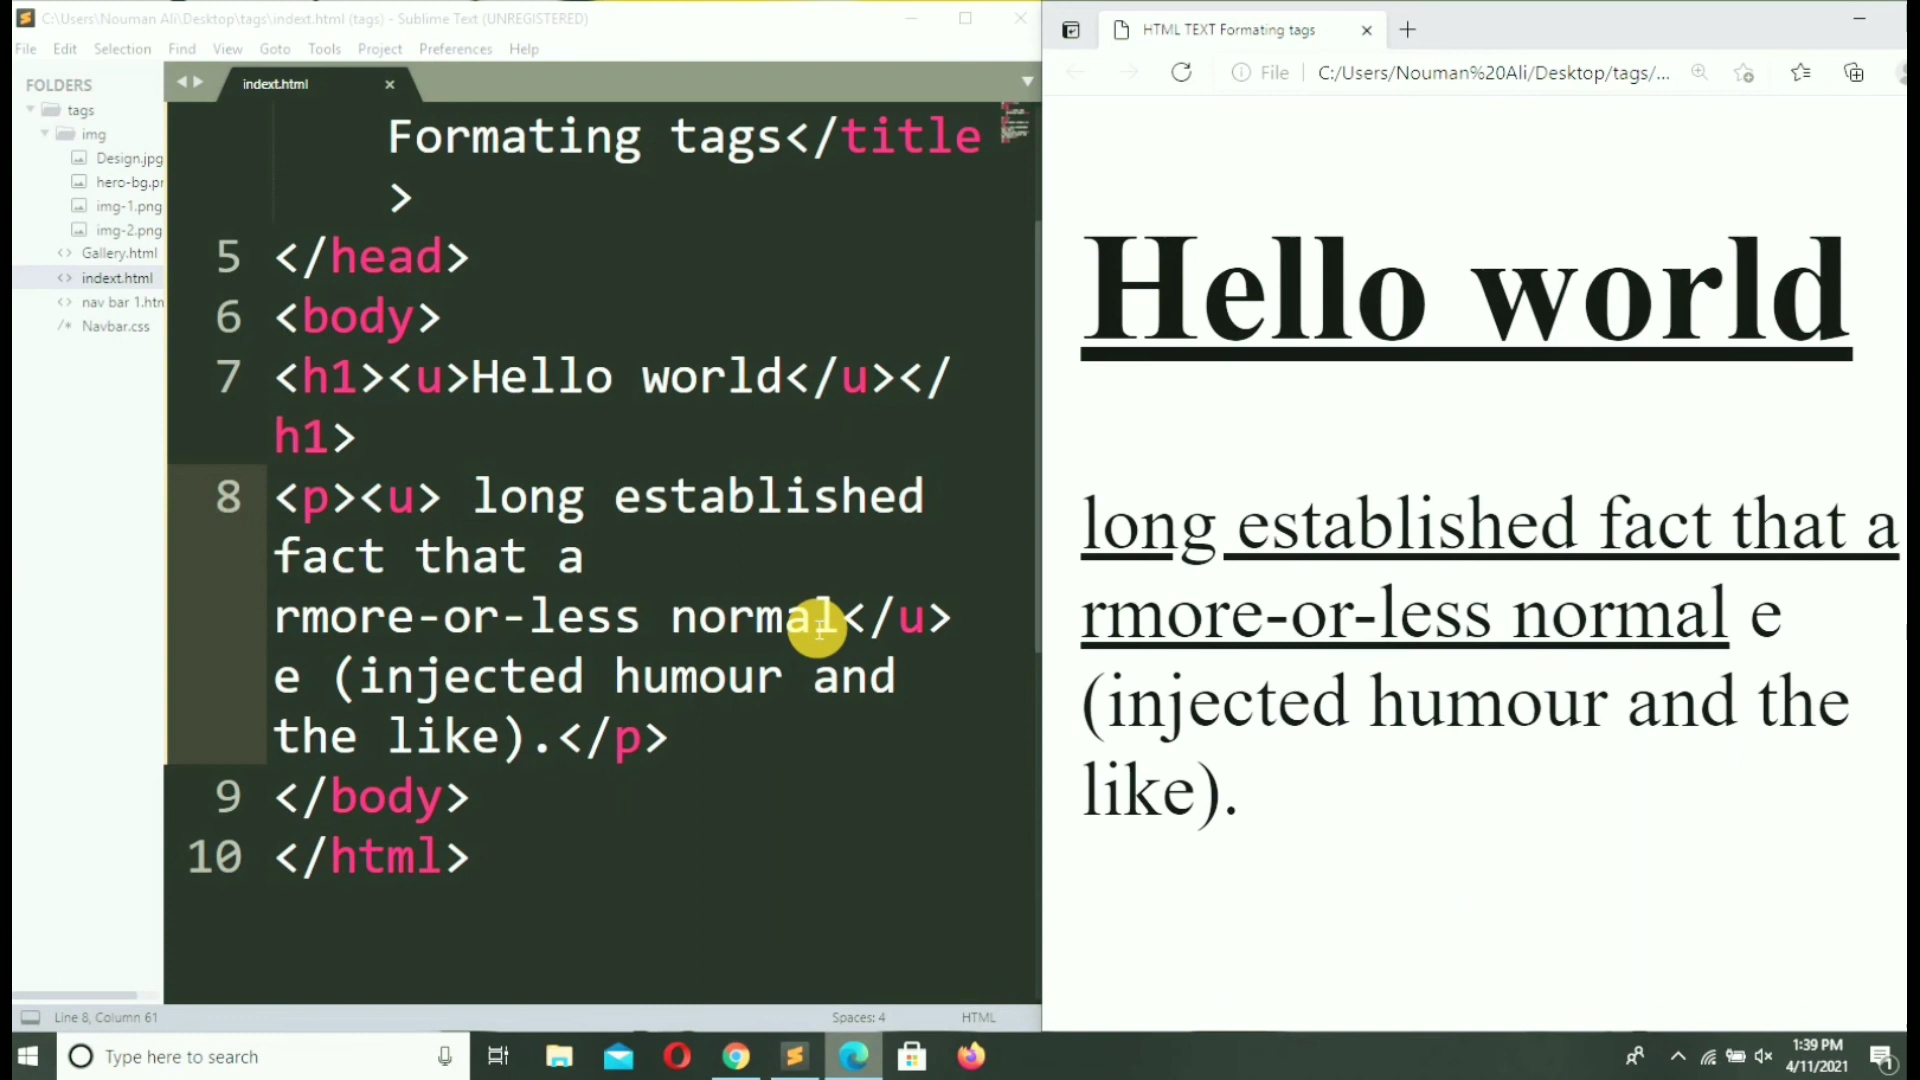 C:\Users\Nouman Ali\Desktop\tags\indext.html (tags) - Sublime Text (UNREGISTERED)
File Edit Selection Find View Goto Tools Project Preferences Help
FOLDERS
tags
img
Design.jpg
hero-bg.pr
img-1.png
img-2.png
<> Gallery.html
<> indext.html
<> nav bar 1.htn
/* Navbar.css
indext.html
Formating tags</title
>
5 </head>
6 <body>
7 <h1><u>Hello world</u></
h1>
8 <p><u> long established
fact that a
rmore-or-less normal</u>
e (injected humour and
the like).</p>
9 </body>
10 </html>
Line 8, Column 61
Spaces: 4
HTML
HTML TEXT Formating tags
File
C:/Users/Nouman%20Ali/Desktop/tags/...
Hello world
long established fact that a
rmore-or-less normal e
(injected humour and the
like).
Type here to search
1:39 PM
4/11/2021
1